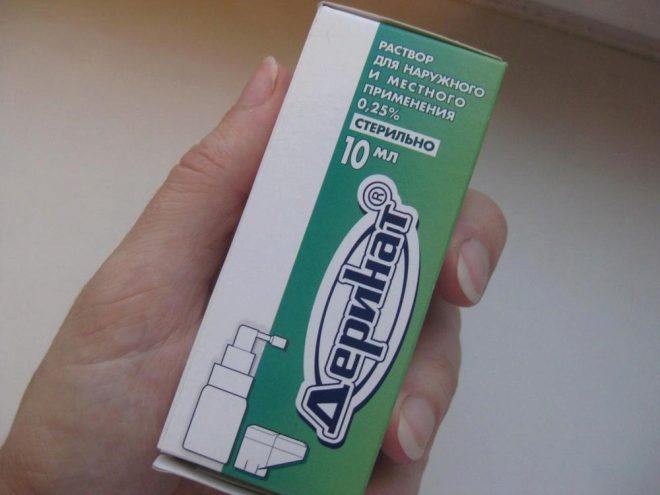 РАСТВОР
ДЛЯ НАРУЖНОГО
И МЕСТНОГО
ПРИМЕНЕНИЯ
0,25%
СТЕРИЛЬНО
10 МЛ
Деринат®